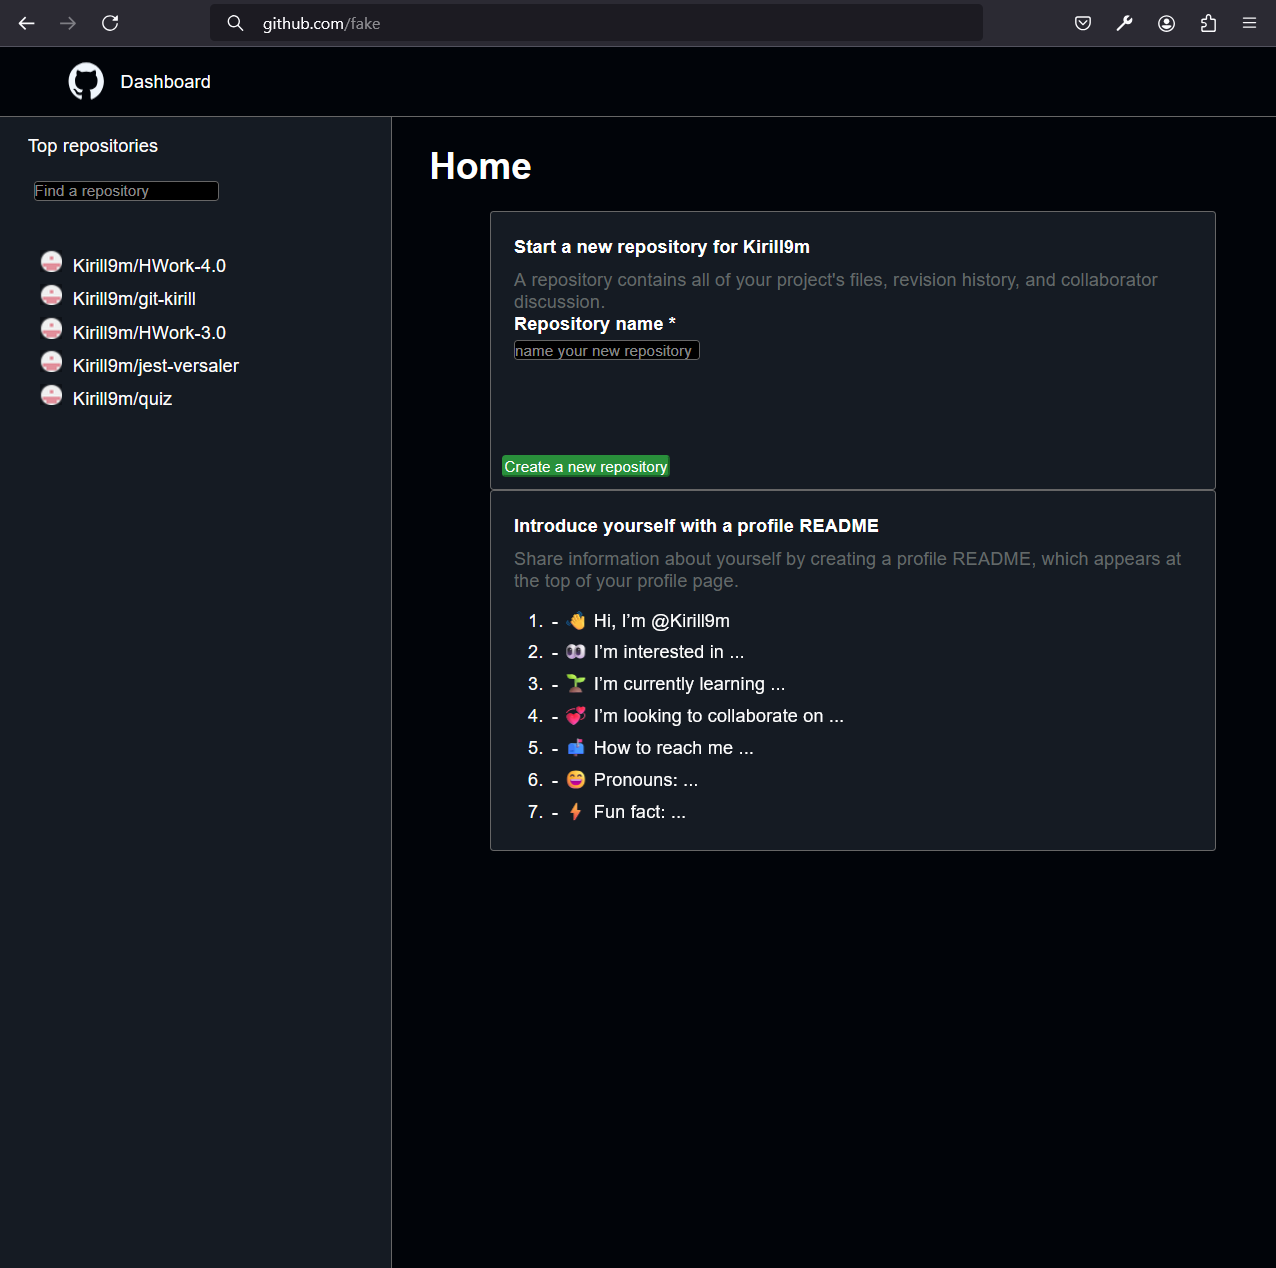 github.com/fake
Dashboard
Top repositories
Find a repository
Kirill9m/HWork-4.0
Kirill9m/git-kirill
Kirill9m/HWork-3.0
Kirill9m/jest-versaler
Kirill9m/quiz
Home
Start a new repository for Kirill9m
A repository contains all of your project's files, revision history, and collaborator
discussion.
Repository name *
name your new repository
Create a new repository
Introduce yourself with a profile README
Share information about yourself by creating a profile README, which appears at
the top of your profile page.
1. - 👋 Hi, I’m @Kirill9m
2. - 👀 I’m interested in ...
3. - 🌱 I’m currently learning ...
4. - 💞️ I’m looking to collaborate on ...
5. - 📫 How to reach me ...
6. - 😄 Pronouns: ...
7. - ⚡ Fun fact: ...